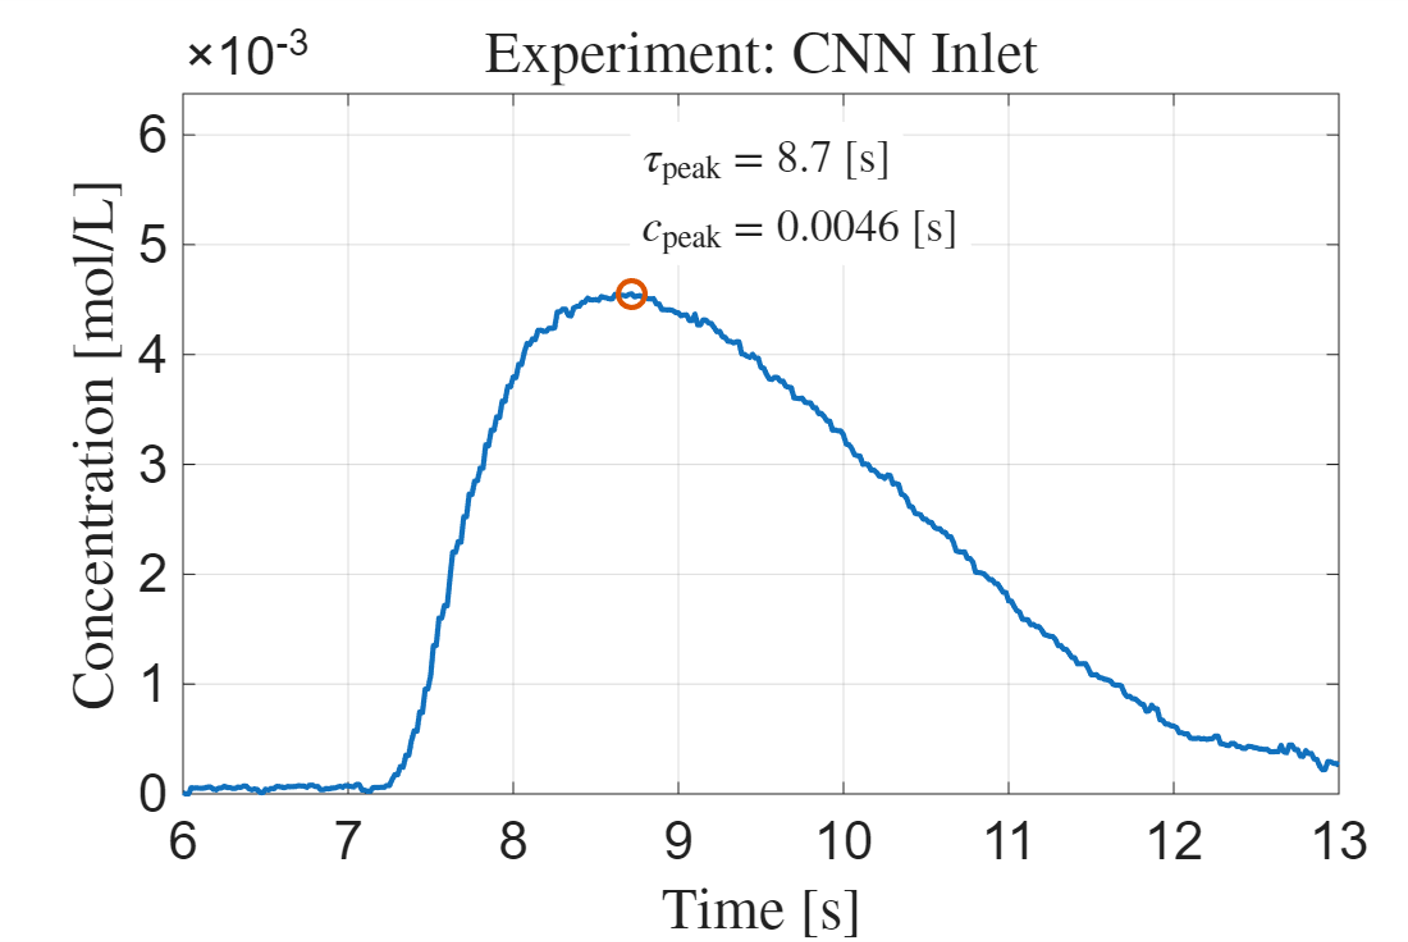 ×10-3
Experiment: CNN Inlet
τpeak = 8.7 [s]
cpeak = 0.0046 [s]
Concentration [mol/L]
6
5
4
3
2
1
0
6 7 8 9 10 11 12 13
Time [s]